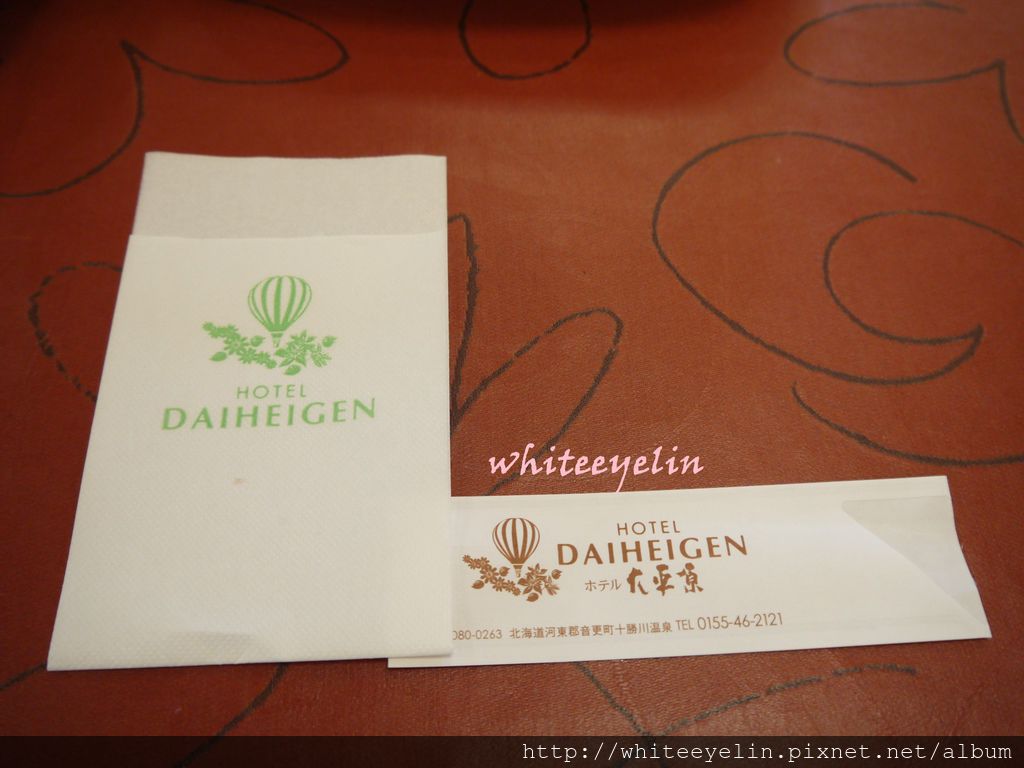 HOTEL
DAIHEIGEN
whiteeyelin
HOTEL
DAIHEIGEN
ホテル 大平原
080-0263 北海道河東郡音更町十勝川温泉 TEL 0155-46-2121
http://whiteeyelin.pixnet.net/album